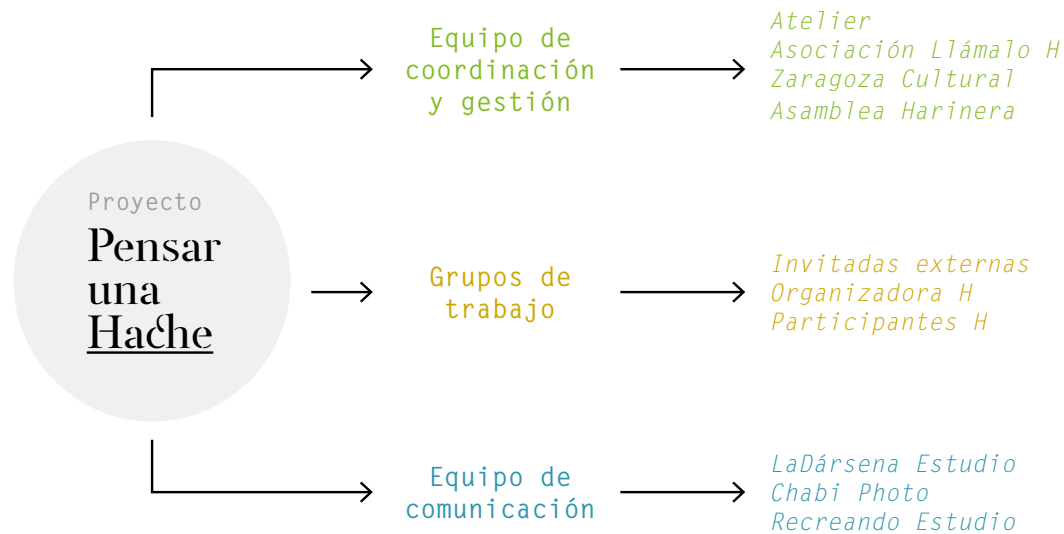 Proyecto
Pensar
una
Hache
Equipo de
coordinación
y gestión
Atelier
Asociación Llámalo H
Zaragoza Cultural
Asamblea Harinera
Grupos de
trabajo
Invitadas externas
Organizadora H
Participantes H
Equipo de
comunicación
LaDársena Estudio
Chabi Photo
Recreando Estudio